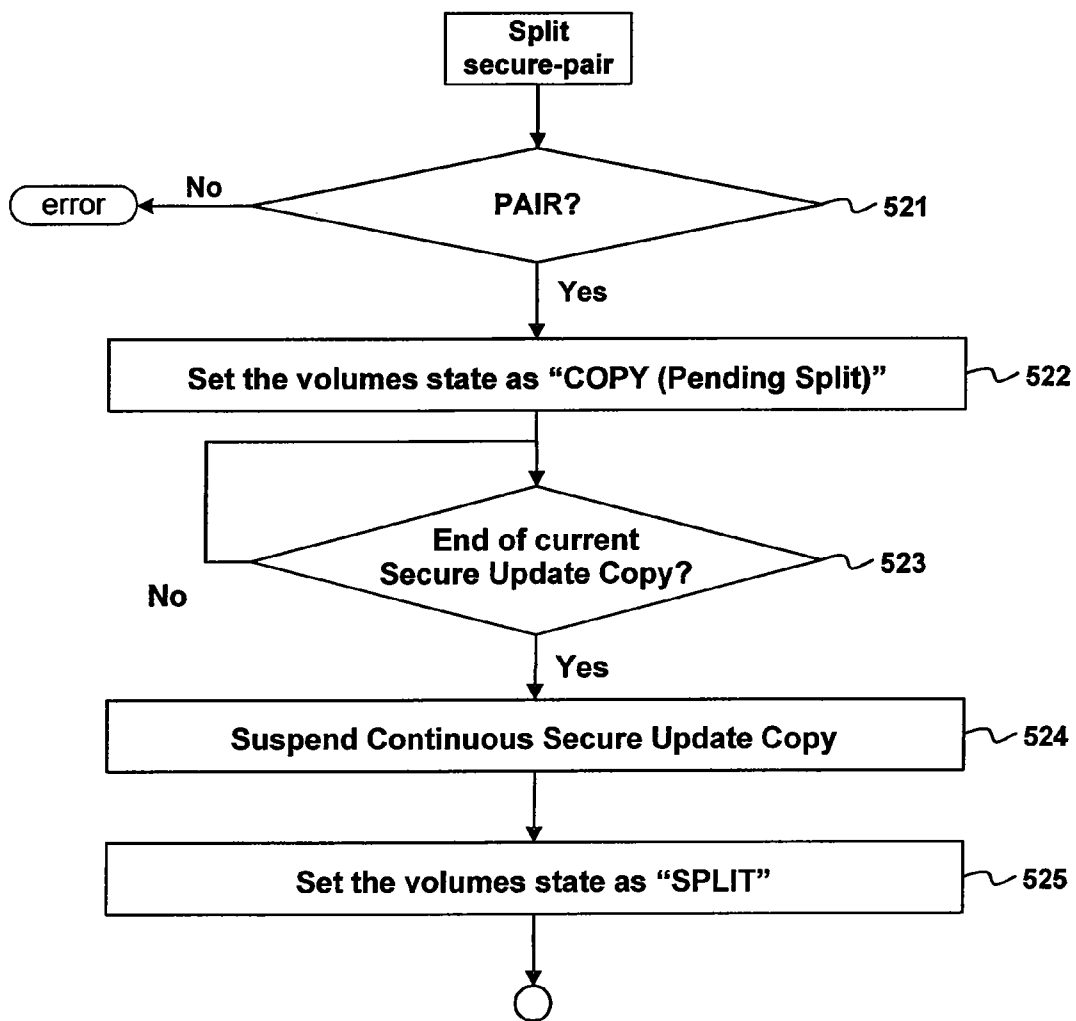 Split
secure-pair
PAIR?
521
No
error
Yes
Set the volumes state as “COPY (Pending Split)”
522
End of current
Secure Update Copy?
523
No
Yes
Suspend Continuous Secure Update Copy
524
Set the volumes state as “SPLIT”
525